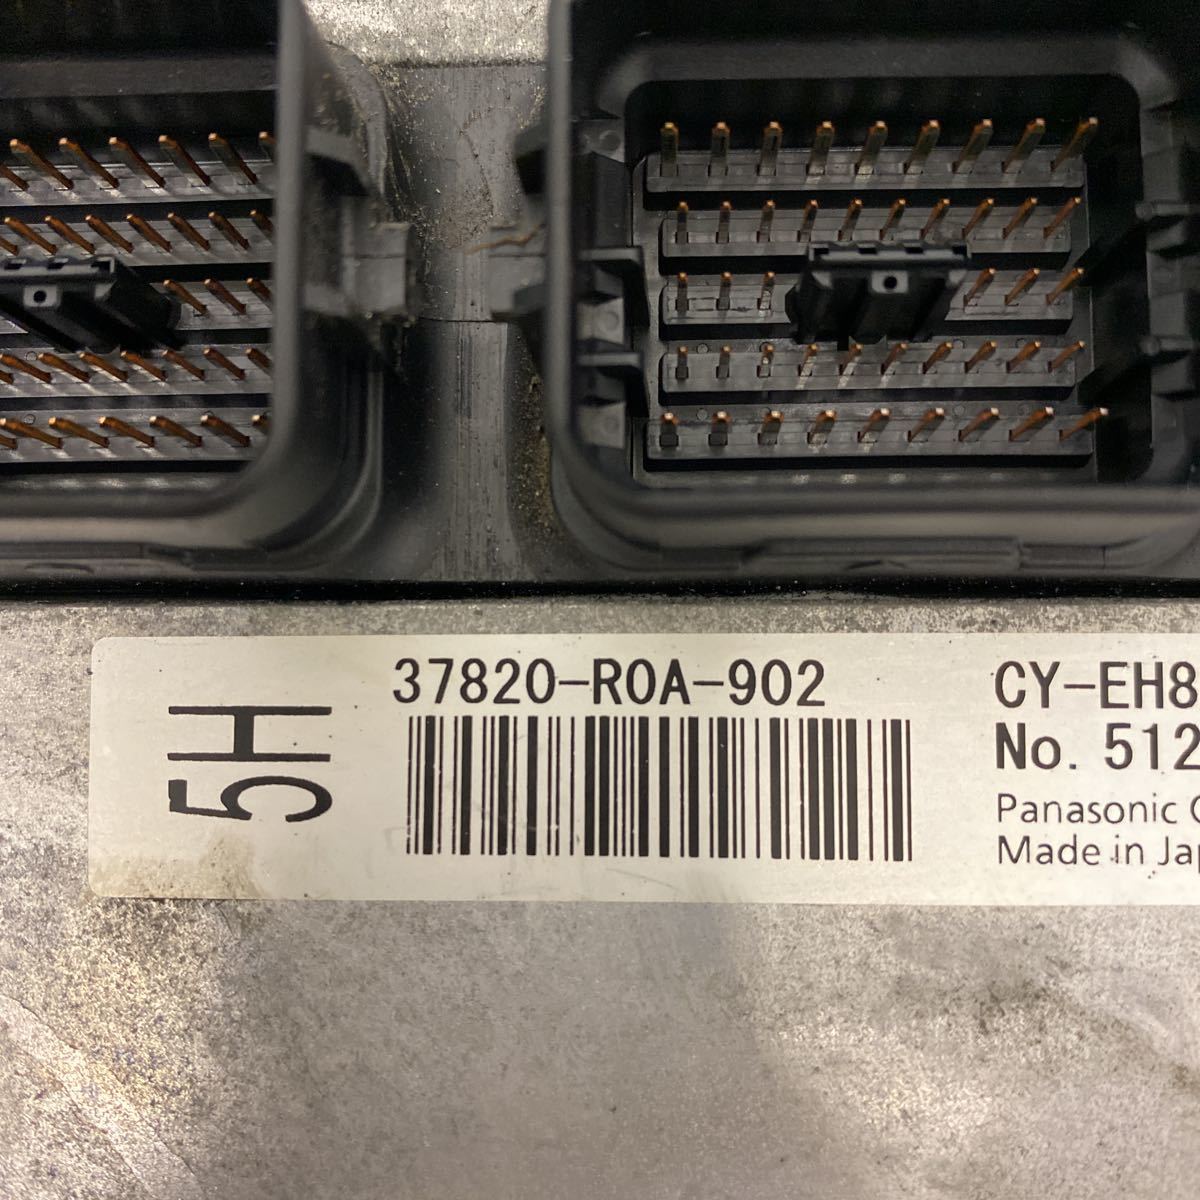 37820-R0A-902
5H
CY-EH8
No. 512
Panasonic
Made in Jap